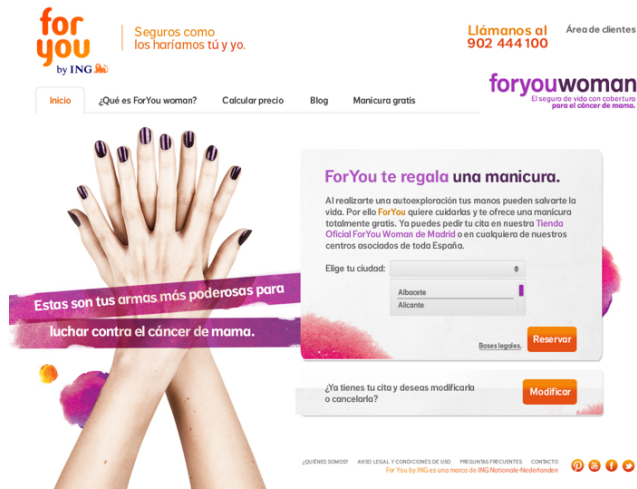 for
you
by ING
Seguros como
los haríamos tú y yo.
Llámanos al
902 444 100
Área de clientes
foryouwoman
El seguro de vida con cobertura
para el cáncer de mama.
Inicio
¿Qué es ForYou woman?
Calcular precio
Blog
Manicura gratis
Estas son tus armas más poderosas para
luchar contra el cáncer de mama.
ForYou te regala una manicura.
Al realizarte una autoexploración tus manos pueden salvarte la
vida. Por ello ForYou quiere cuidarlas y te ofrece una manicura
totalmente gratis. Ya puedes pedir tu cita en nuestra Tienda
Oficial ForYou Woman de Madrid o en cualquiera de nuestros
centros asociados de toda España.
Elige tu ciudad:
Albacete
Alicante
Bases legales.
Reservar
¿Ya tienes tu cita y deseas modificarla
o cancelarla?
Modificar
¿QUIÉNES SOMOS? AVISO LEGAL Y CONDICIONES DE USO PREGUNTAS FRECUENTES CONTACTO
For You by ING es una marca de ING Nationale-Nederlanden